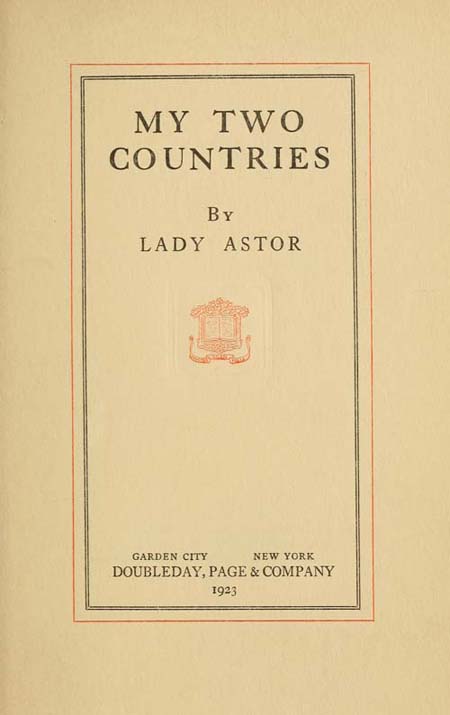 MY TWO
COUNTRIES
BY
LADY ASTOR
GARDEN CITY NEW YORK
DOUBLEDAY, PAGE & COMPANY
1923